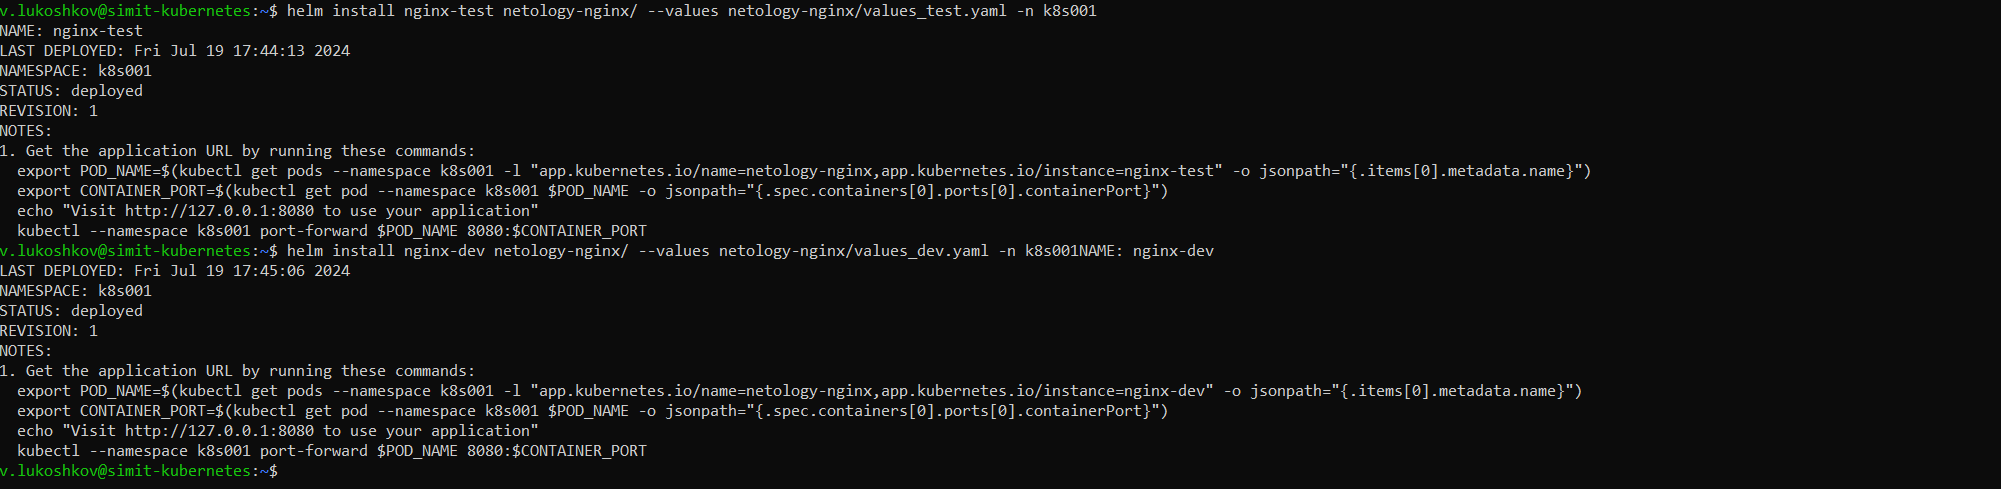 v.lukoshkov@simit-kubernetes:~$ helm install nginx-test netology-nginx/ --values netology-nginx/values_test.yaml -n k8s001
NAME: nginx-test
LAST DEPLOYED: Fri Jul 19 17:44:13 2024
NAMESPACE: k8s001
STATUS: deployed
REVISION: 1
NOTES:
1. Get the application URL by running these commands:
  export POD_NAME=$(kubectl get pods --namespace k8s001 -l "app.kubernetes.io/name=netology-nginx,app.kubernetes.io/instance=nginx-test" -o jsonpath="{.items[0].metadata.name}")
  export CONTAINER_PORT=$(kubectl get pod --namespace k8s001 $POD_NAME -o jsonpath="{.spec.containers[0].ports[0].containerPort}")
  echo "Visit http://127.0.0.1:8080 to use your application"
  kubectl --namespace k8s001 port-forward $POD_NAME 8080:$CONTAINER_PORT
v.lukoshkov@simit-kubernetes:~$ helm install nginx-dev netology-nginx/ --values netology-nginx/values_dev.yaml -n k8s001NAME: nginx-dev
LAST DEPLOYED: Fri Jul 19 17:45:06 2024
NAMESPACE: k8s001
STATUS: deployed
REVISION: 1
NOTES:
1. Get the application URL by running these commands:
  export POD_NAME=$(kubectl get pods --namespace k8s001 -l "app.kubernetes.io/name=netology-nginx,app.kubernetes.io/instance=nginx-dev" -o jsonpath="{.items[0].metadata.name}")
  export CONTAINER_PORT=$(kubectl get pod --namespace k8s001 $POD_NAME -o jsonpath="{.spec.containers[0].ports[0].containerPort}")
  echo "Visit http://127.0.0.1:8080 to use your application"
  kubectl --namespace k8s001 port-forward $POD_NAME 8080:$CONTAINER_PORT
v.lukoshkov@simit-kubernetes:~$